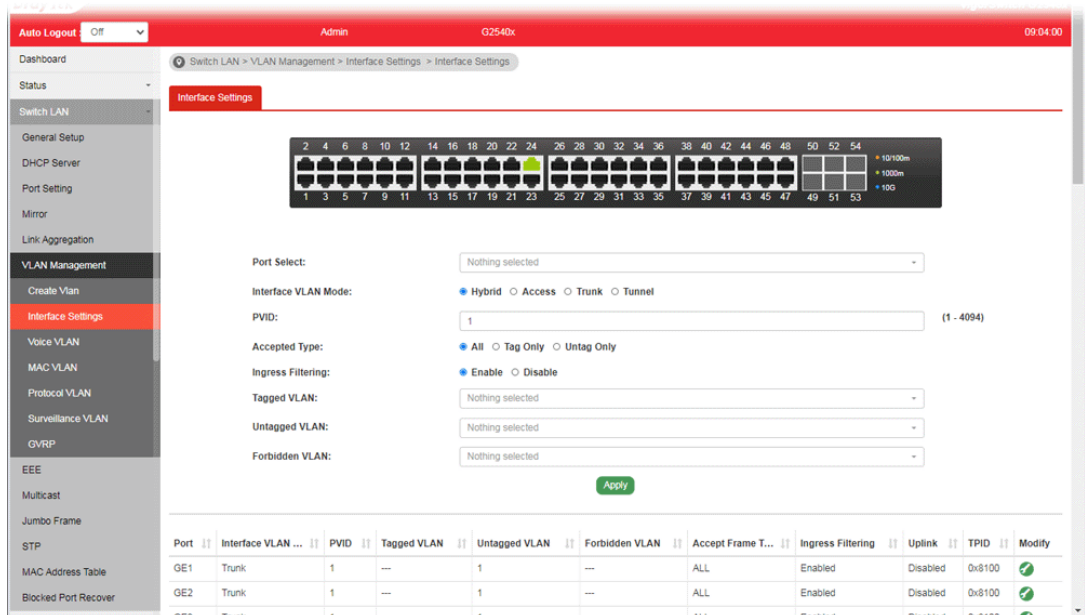 Auto Logout : Off Admin G2540x 09:04:00
Dashboard
Status
Switch LAN
General Setup
DHCP Server
Port Setting
Mirror
Link Aggregation
VLAN Management
Create Vlan
Interface Settings
Voice VLAN
MAC VLAN
Protocol VLAN
Surveillance VLAN
GVRP
EEE
Multicast
Jumbo Frame
STP
MAC Address Table
Blocked Port Recover
Switch LAN > VLAN Management > Interface Settings > Interface Settings
Interface Settings
2 4 6 8 10 12 14 16 18 20 22 24 26 28 30 32 34 36 38 40 42 44 46 48 50 52 54
10/100m
1000m
10G
1 3 5 7 9 11 13 15 17 19 21 23 25 27 29 31 33 35 37 39 41 43 45 47 49 51 53
Port Select: Nothing selected
Interface VLAN Mode: Hybrid Access Trunk Tunnel
PVID: 1 (1 - 4094)
Accepted Type: All Tag Only Untag Only
Ingress Filtering: Enable Disable
Tagged VLAN: Nothing selected
Untagged VLAN: Nothing selected
Forbidden VLAN: Nothing selected
Apply
Port Interface VLAN ... PVID Tagged VLAN Untagged VLAN Forbidden VLAN Accept Frame T... Ingress Filtering Uplink TPID Modify
GE1 Trunk 1 --- 1 --- ALL Enabled Disabled 0x8100
GE2 Trunk 1 --- 1 --- ALL Enabled Disabled 0x8100